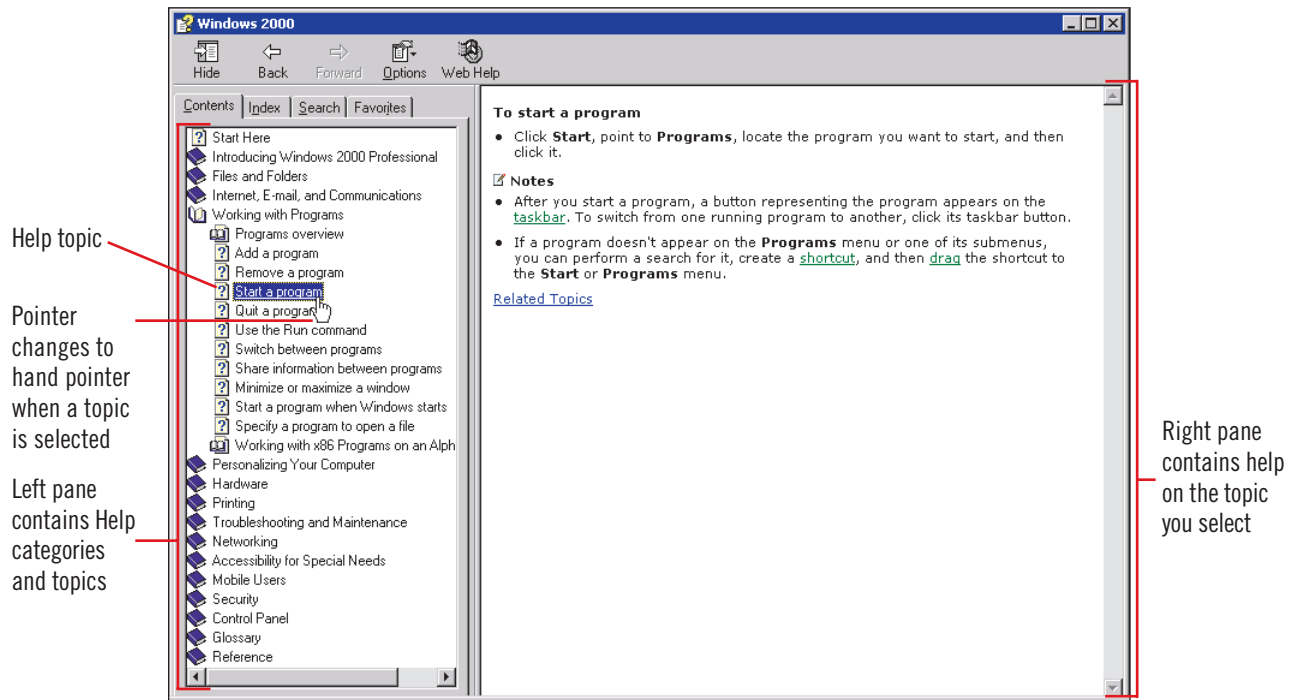 Windows 2000
Hide Back Forward Options Web Help
Contents Index Search Favorites
Start Here
Introducing Windows 2000 Professional
Files and Folders
Internet, E-mail, and Communications
Working with Programs
Programs overview
Add a program
Remove a program
Start a program
Quit a program
Use the Run command
Switch between programs
Share information between programs
Minimize or maximize a window
Start a program when Windows starts
Specify a program to open a file
Working with x86 Programs on an Alph
Personalizing Your Computer
Hardware
Printing
Troubleshooting and Maintenance
Networking
Accessibility for Special Needs
Mobile Users
Security
Control Panel
Glossary
Reference
To start a program
• Click Start, point to Programs, locate the program you want to start, and then
click it.
Notes
• After you start a program, a button representing the program appears on the
taskbar. To switch from one running program to another, click its taskbar button.
• If a program doesn't appear on the Programs menu or one of its submenus,
you can perform a search for it, create a shortcut, and then drag the shortcut to
the Start or Programs menu.
Related Topics
Help topic
Pointer
changes to
hand pointer
when a topic
is selected
Left pane
contains Help
categories
and topics
Right pane
contains help
on the topic
you select